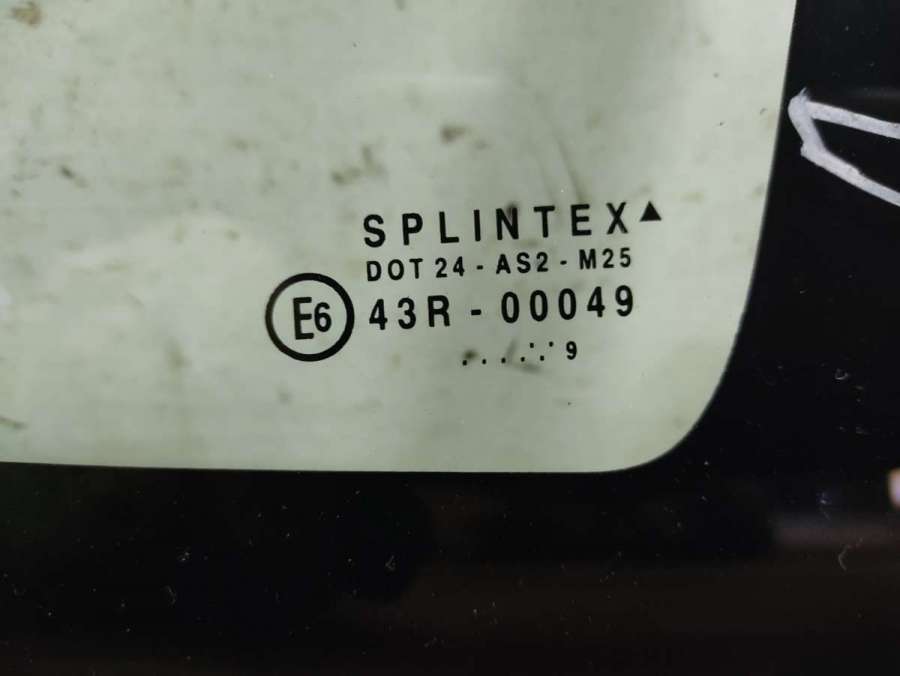 SPLINTEX▲
DOT 24 - AS2 - M25
E6 43R - 00049
. . . . : · : 9